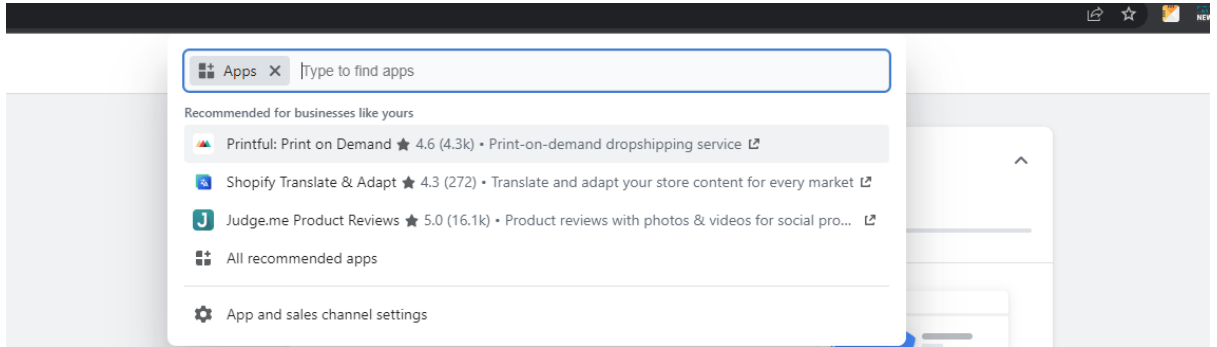 NEW
Apps Type to find apps
Recommended for businesses like yours
Printful: Print on Demand ★ 4.6 (4.3k) • Print-on-demand dropshipping service
Shopify Translate & Adapt ★ 4.3 (272) • Translate and adapt your store content for every market
J Judge.me Product Reviews ★ 5.0 (16.1k) • Product reviews with photos & videos for social pro...
All recommended apps
App and sales channel settings